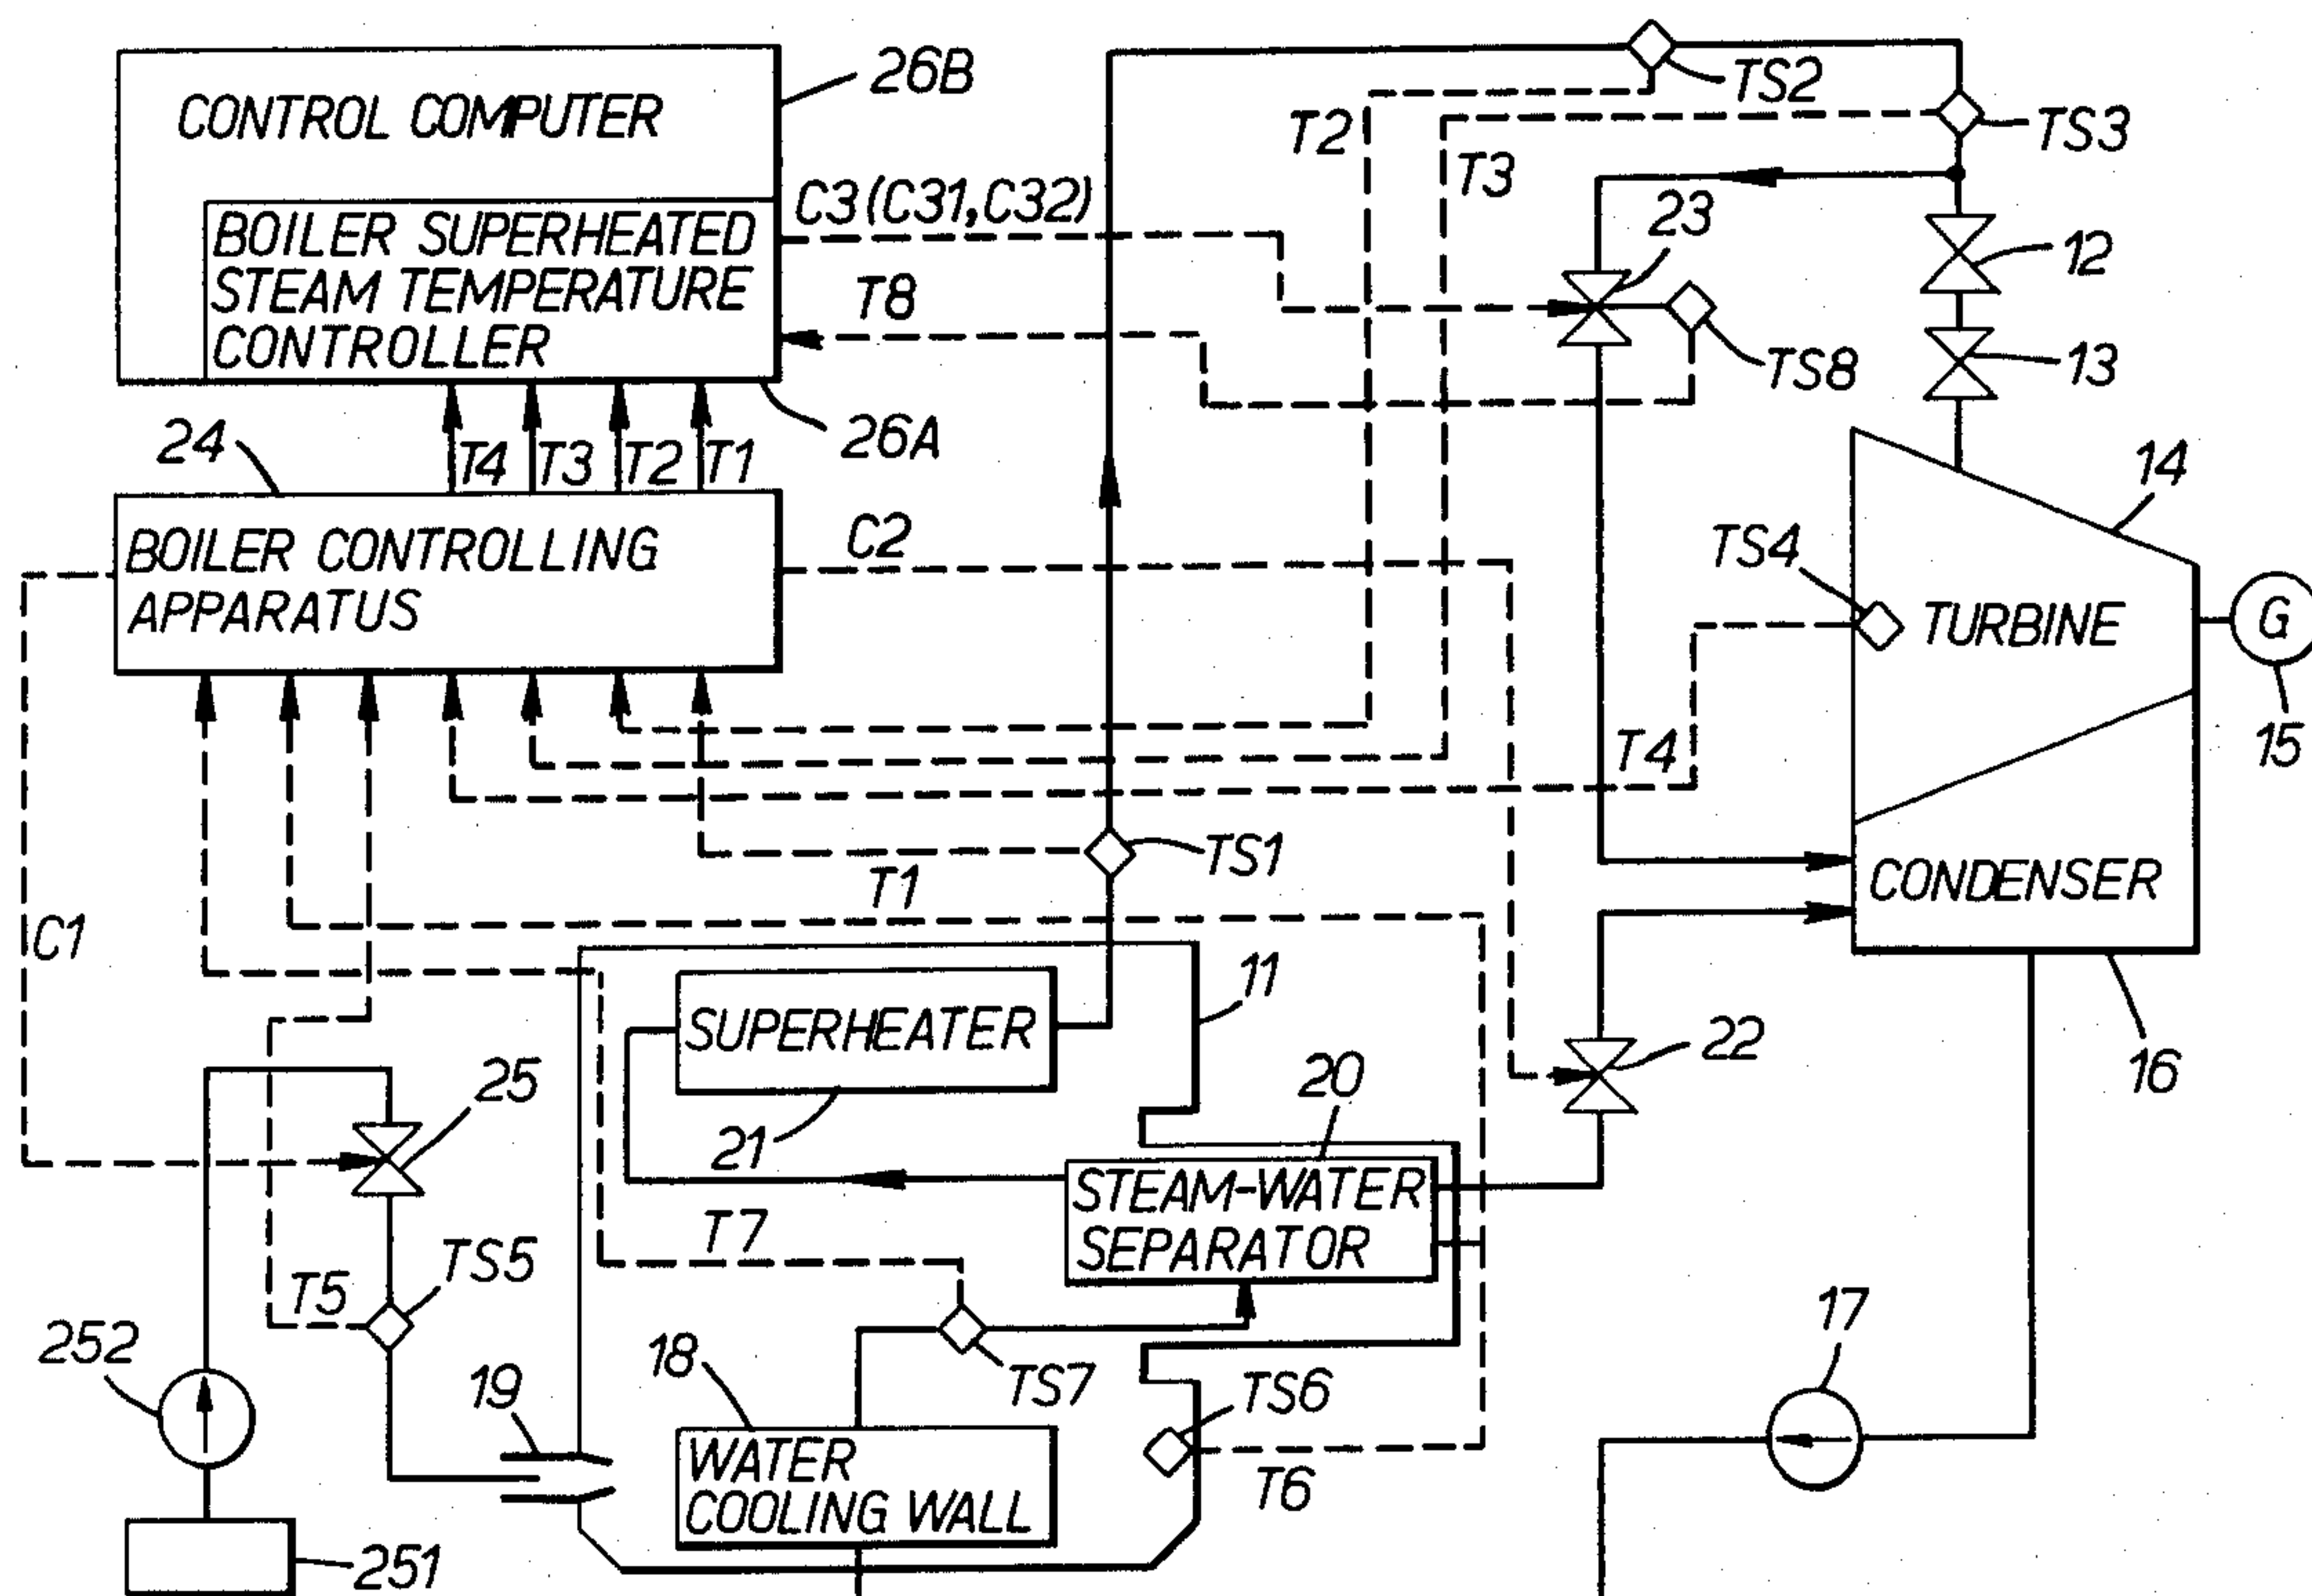 CONTROL COMPUTER
26B
BOILER SUPERHEATED
STEAM TEMPERATURE
CONTROLLER
26A
C3 (C31, C32)
T8
T2
T3
TS2
TS3
23
12
TS8
13
24
T4
T3
T2
T1
BOILER CONTROLLING
APPARATUS
C2
14
TS4
TURBINE
G
15
T4
TS1
T1
CONDENSER
C1
11
SUPERHEATER
22
16
25
21
20
STEAM-WATER
SEPARATOR
T7
TS5
T5
252
19
18
TS7
TS6
17
WATER
COOLING WALL
T6
251